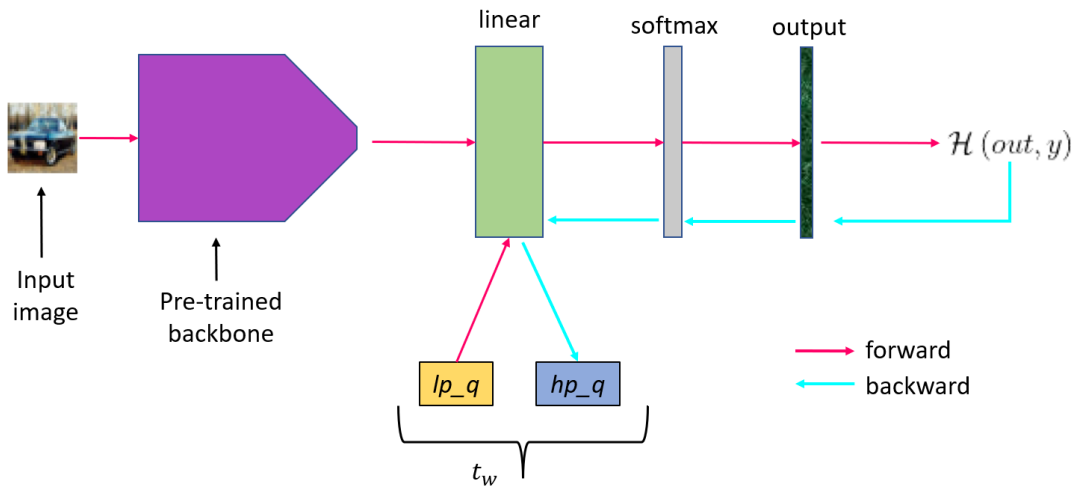 linear
softmax
output
H (out, y)
Input
image
Pre-trained
backbone
forward
backward
lp_q
hp_q
t_w